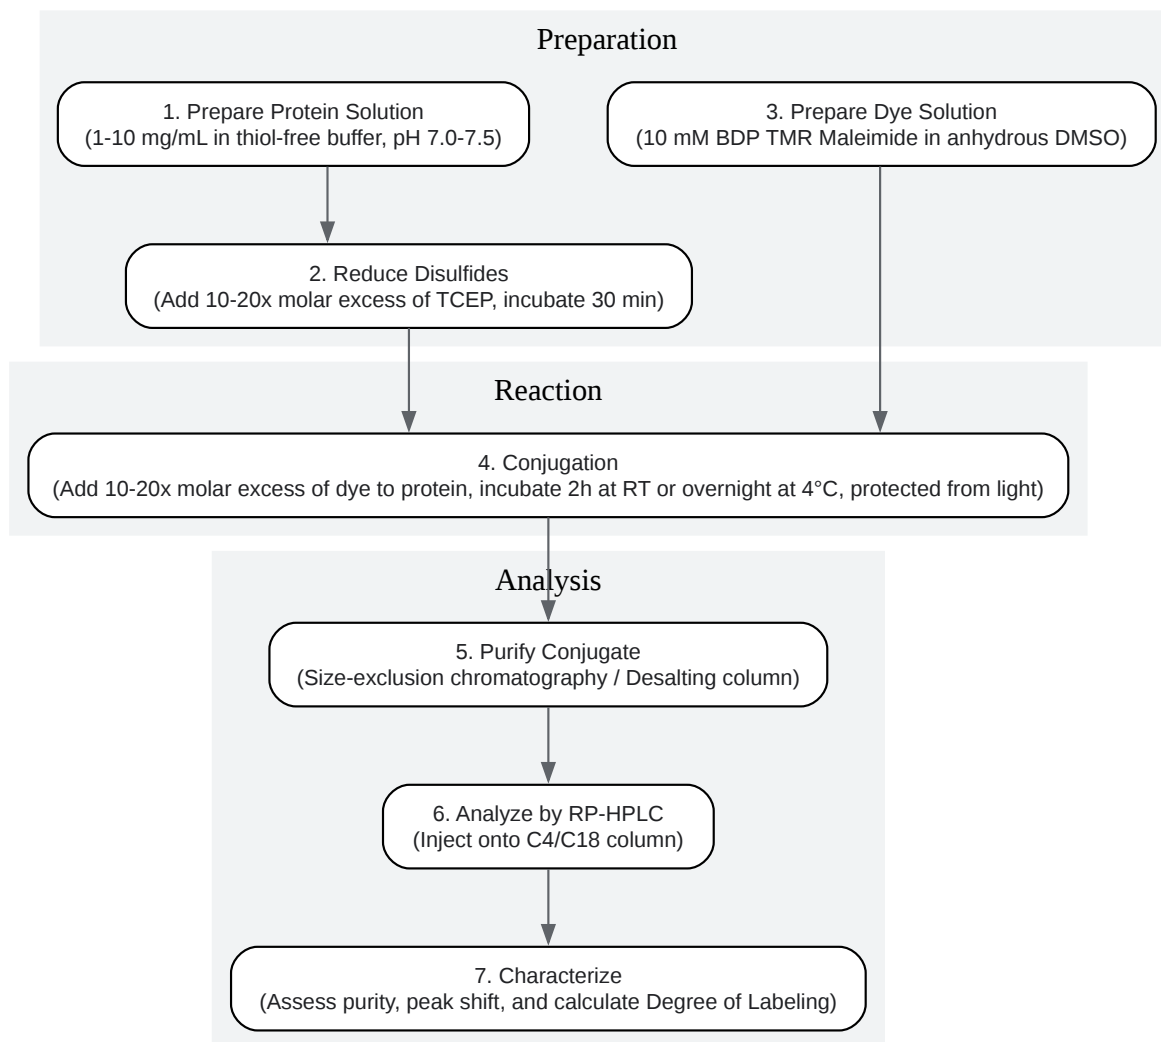 Preparation
1. Prepare Protein Solution
(1-10 mg/mL in thiol-free buffer, pH 7.0-7.5)
3. Prepare Dye Solution
(10 mM BDP TMR Maleimide in anhydrous DMSO)
2. Reduce Disulfides
(Add 10-20x molar excess of TCEP, incubate 30 min)
Reaction
4. Conjugation
(Add 10-20x molar excess of dye to protein, incubate 2h at RT or overnight at 4°C, protected from light)
Analysis
5. Purify Conjugate
(Size-exclusion chromatography / Desalting column)
6. Analyze by RP-HPLC
(Inject onto C4/C18 column)
7. Characterize
(Assess purity, peak shift, and calculate Degree of Labeling)